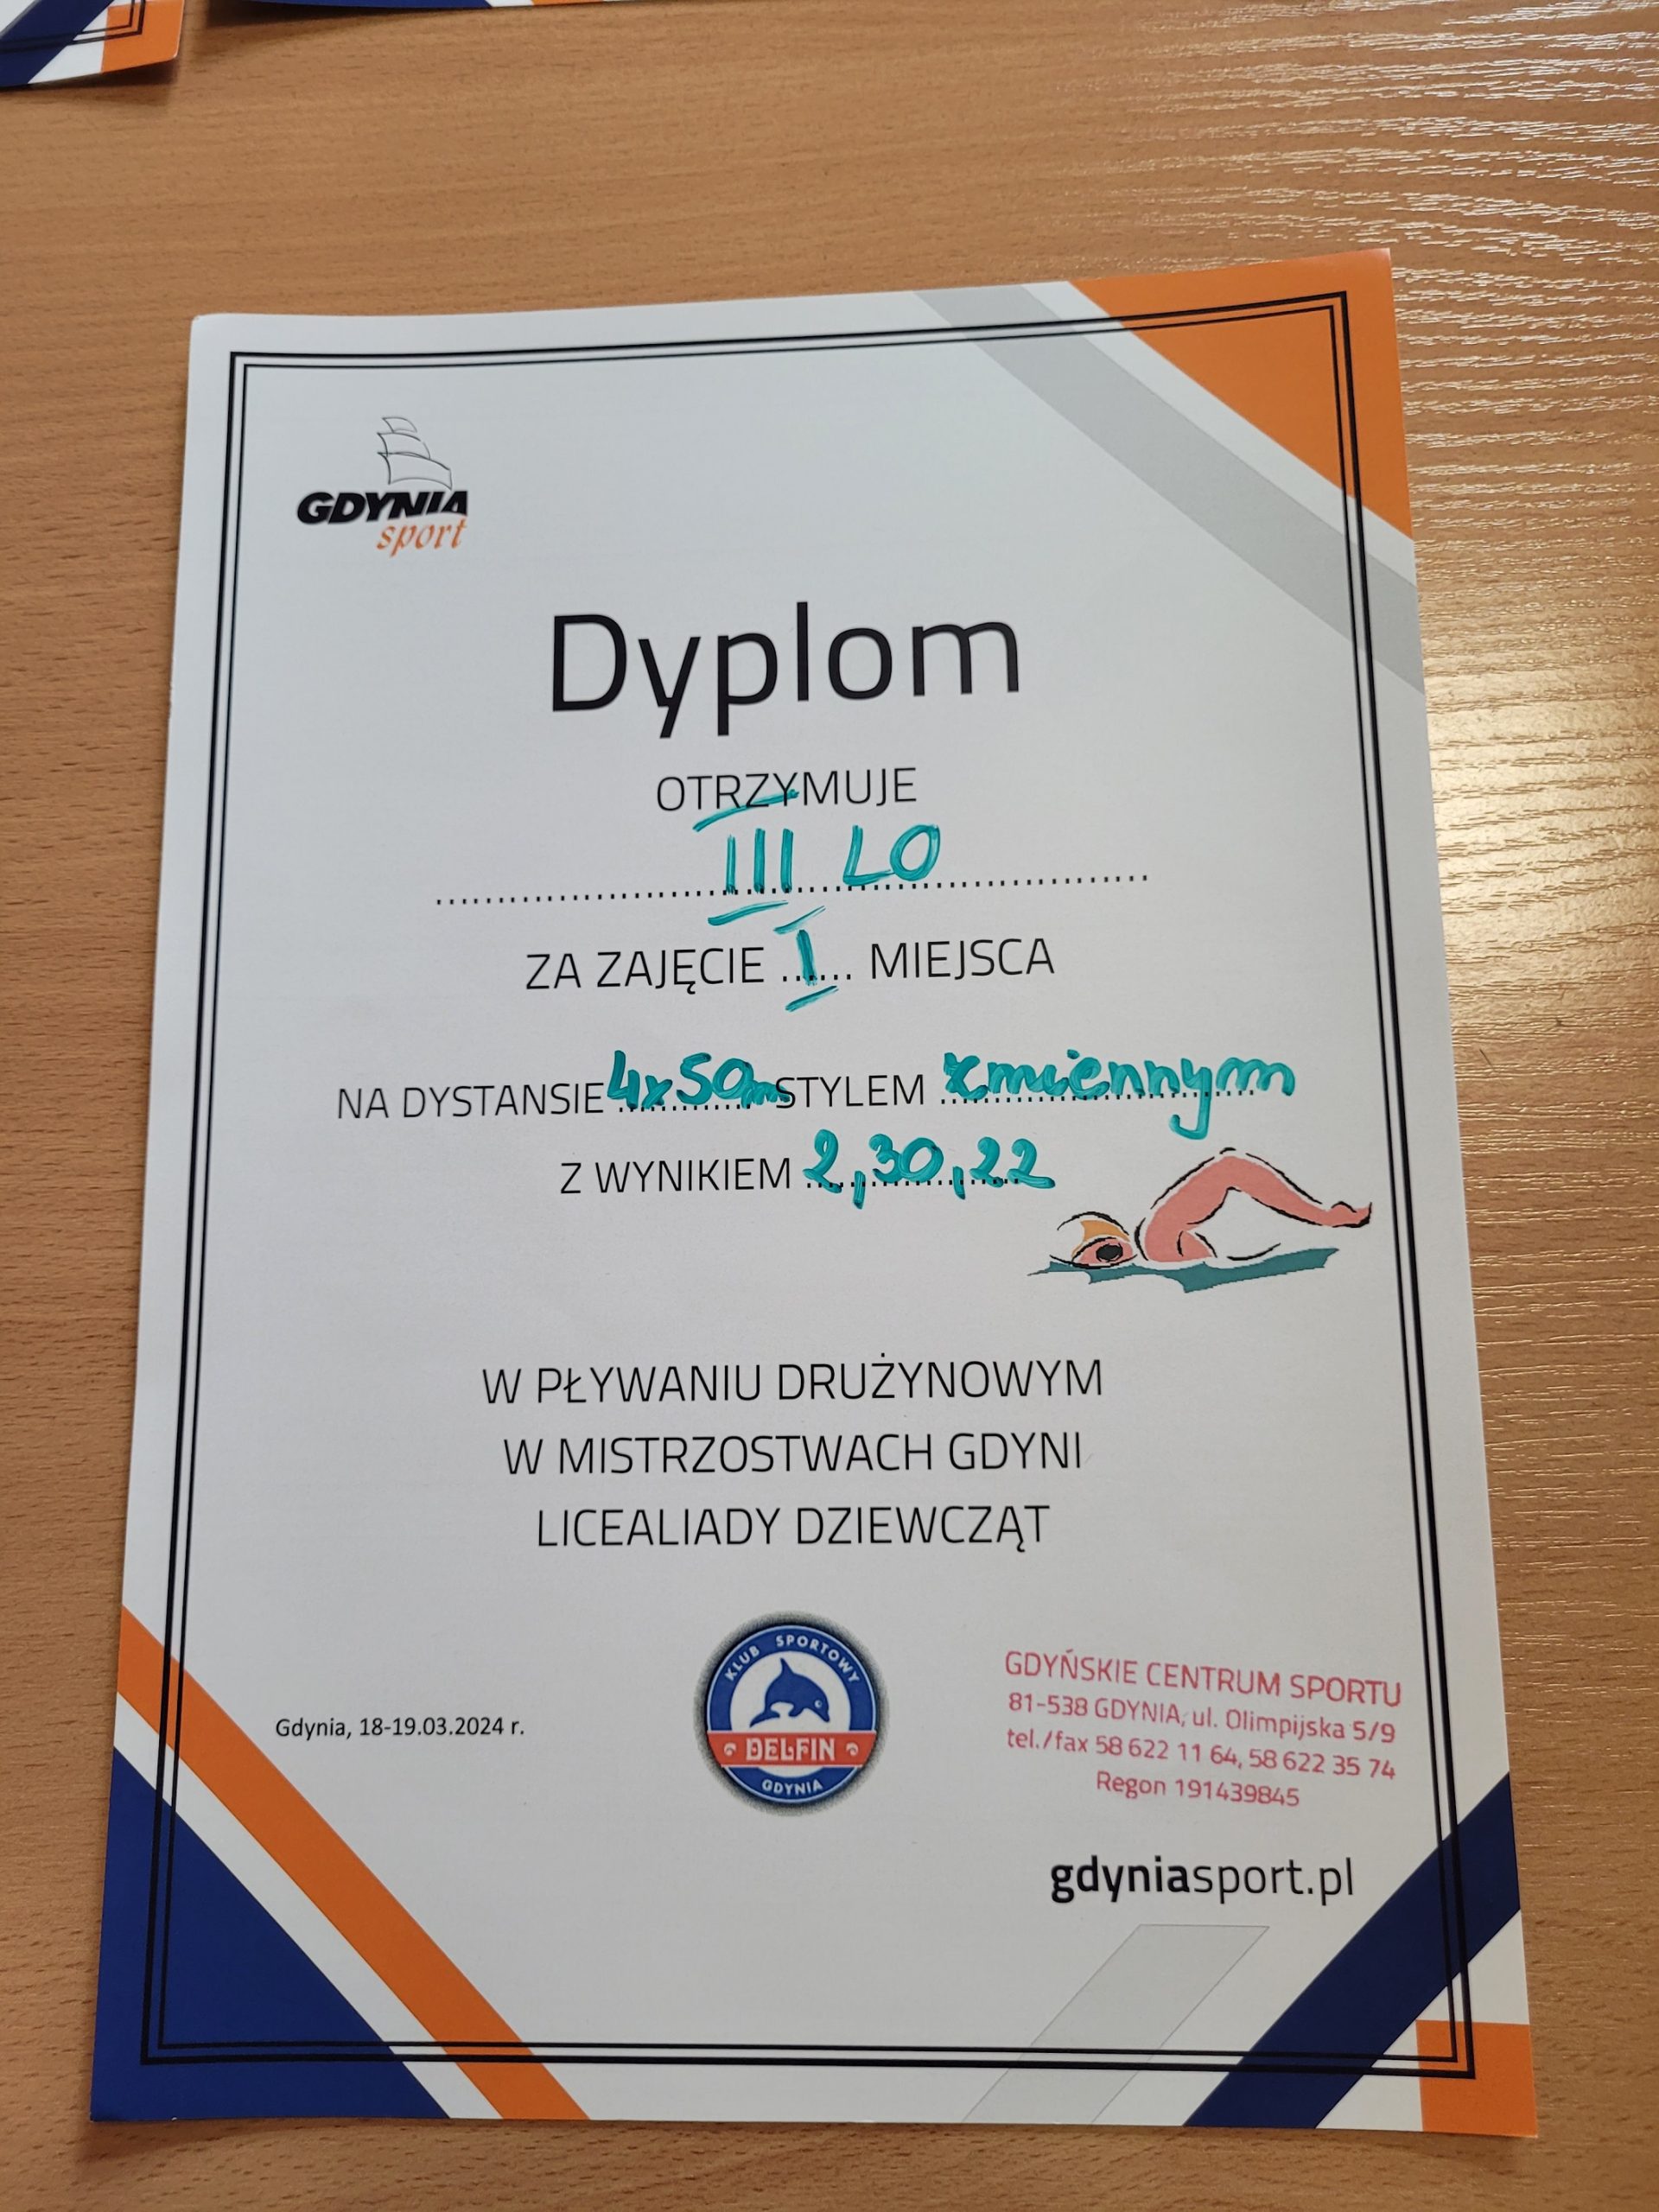 GDYNIA
sport
Dyplom
OTRZYMUJE
III LO
ZA ZAJĘCIE I MIEJSCA
NA DYSTANSIE 4x50m STYLEM zmiennym
Z WYNIKIEM 2,30,22
W PŁYWANIU DRUŻYNOWYM
W MISTRZOSTWACH GDYNI
LICEALIADY DZIEWCZĄT
KLUB SPORTOWY
DELFIN
GDYNIA
Gdynia, 18-19.03.2024 r.
GDYŃSKIE CENTRUM SPORTU
81-538 GDYNIA, ul. Olimpijska 5/9
tel./fax 58 622 11 64, 58 622 35 74
Regon 191439845
gdyniasport.pl